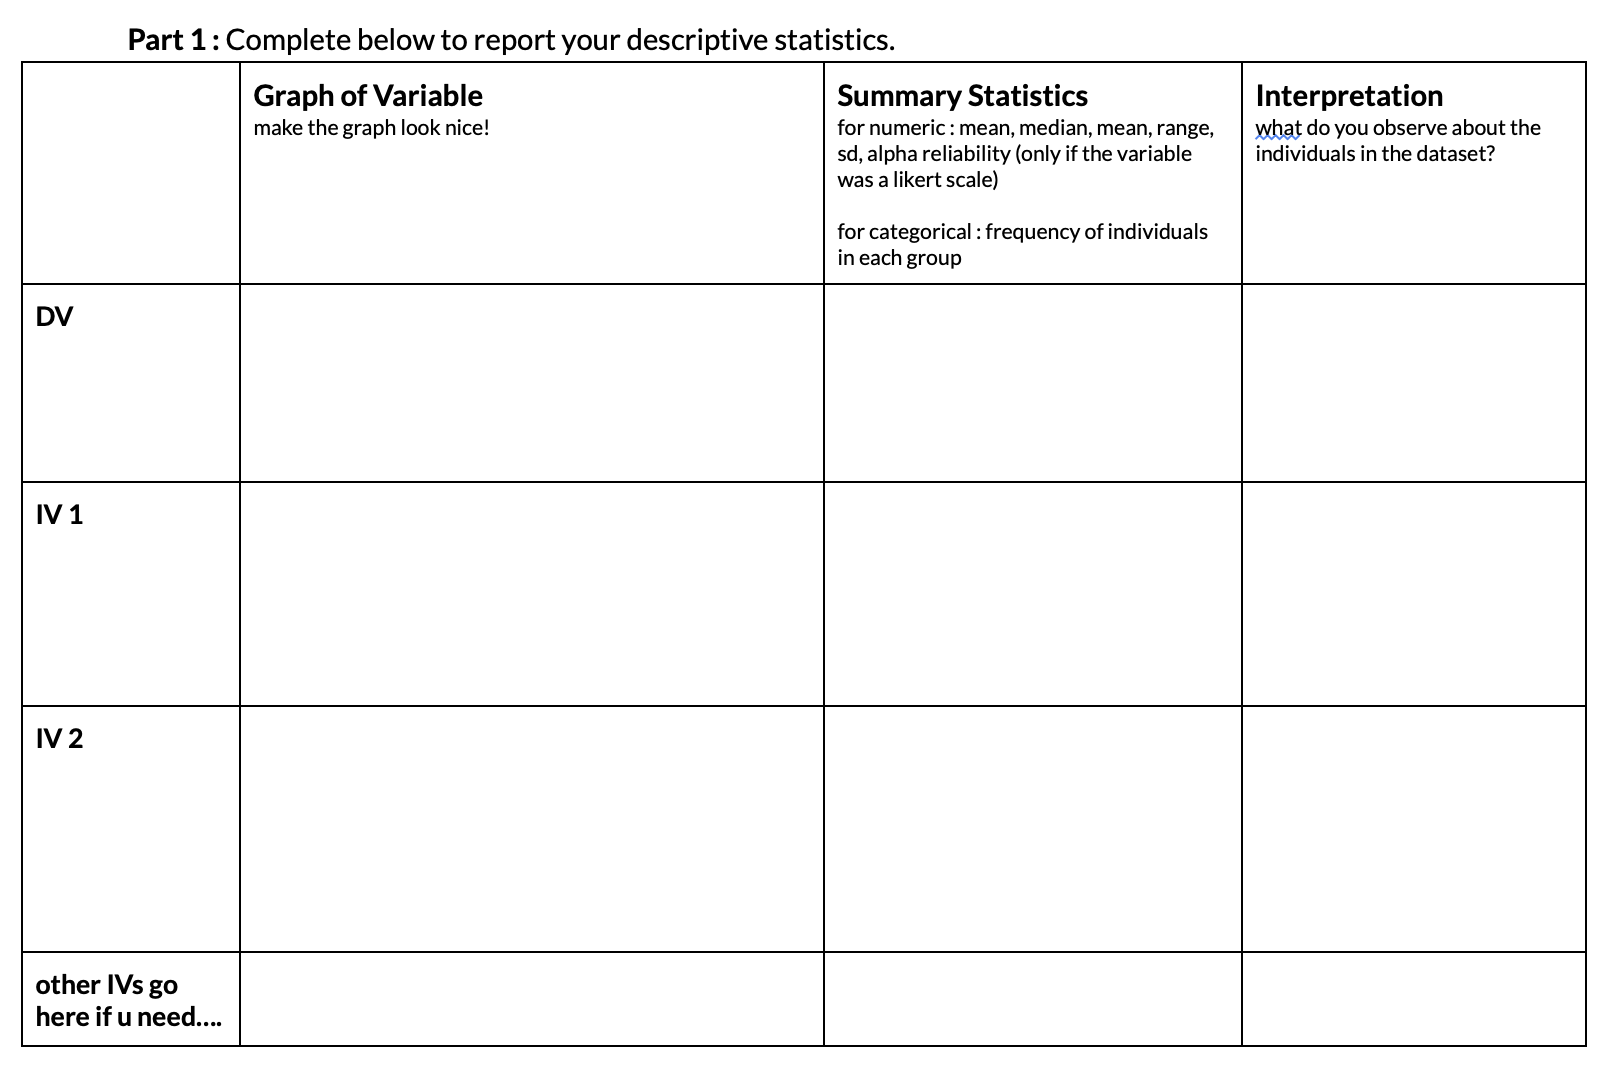 Part 1 : Complete below to report your descriptive statistics.
Graph of Variable
make the graph look nice!
Summary Statistics
for numeric : mean, median, mean, range,
sd, alpha reliability (only if the variable
was a likert scale)
for categorical : frequency of individuals
in each group
Interpretation
what do you observe about the
individuals in the dataset?
DV
IV 1
IV 2
other IVs go
here if u need....